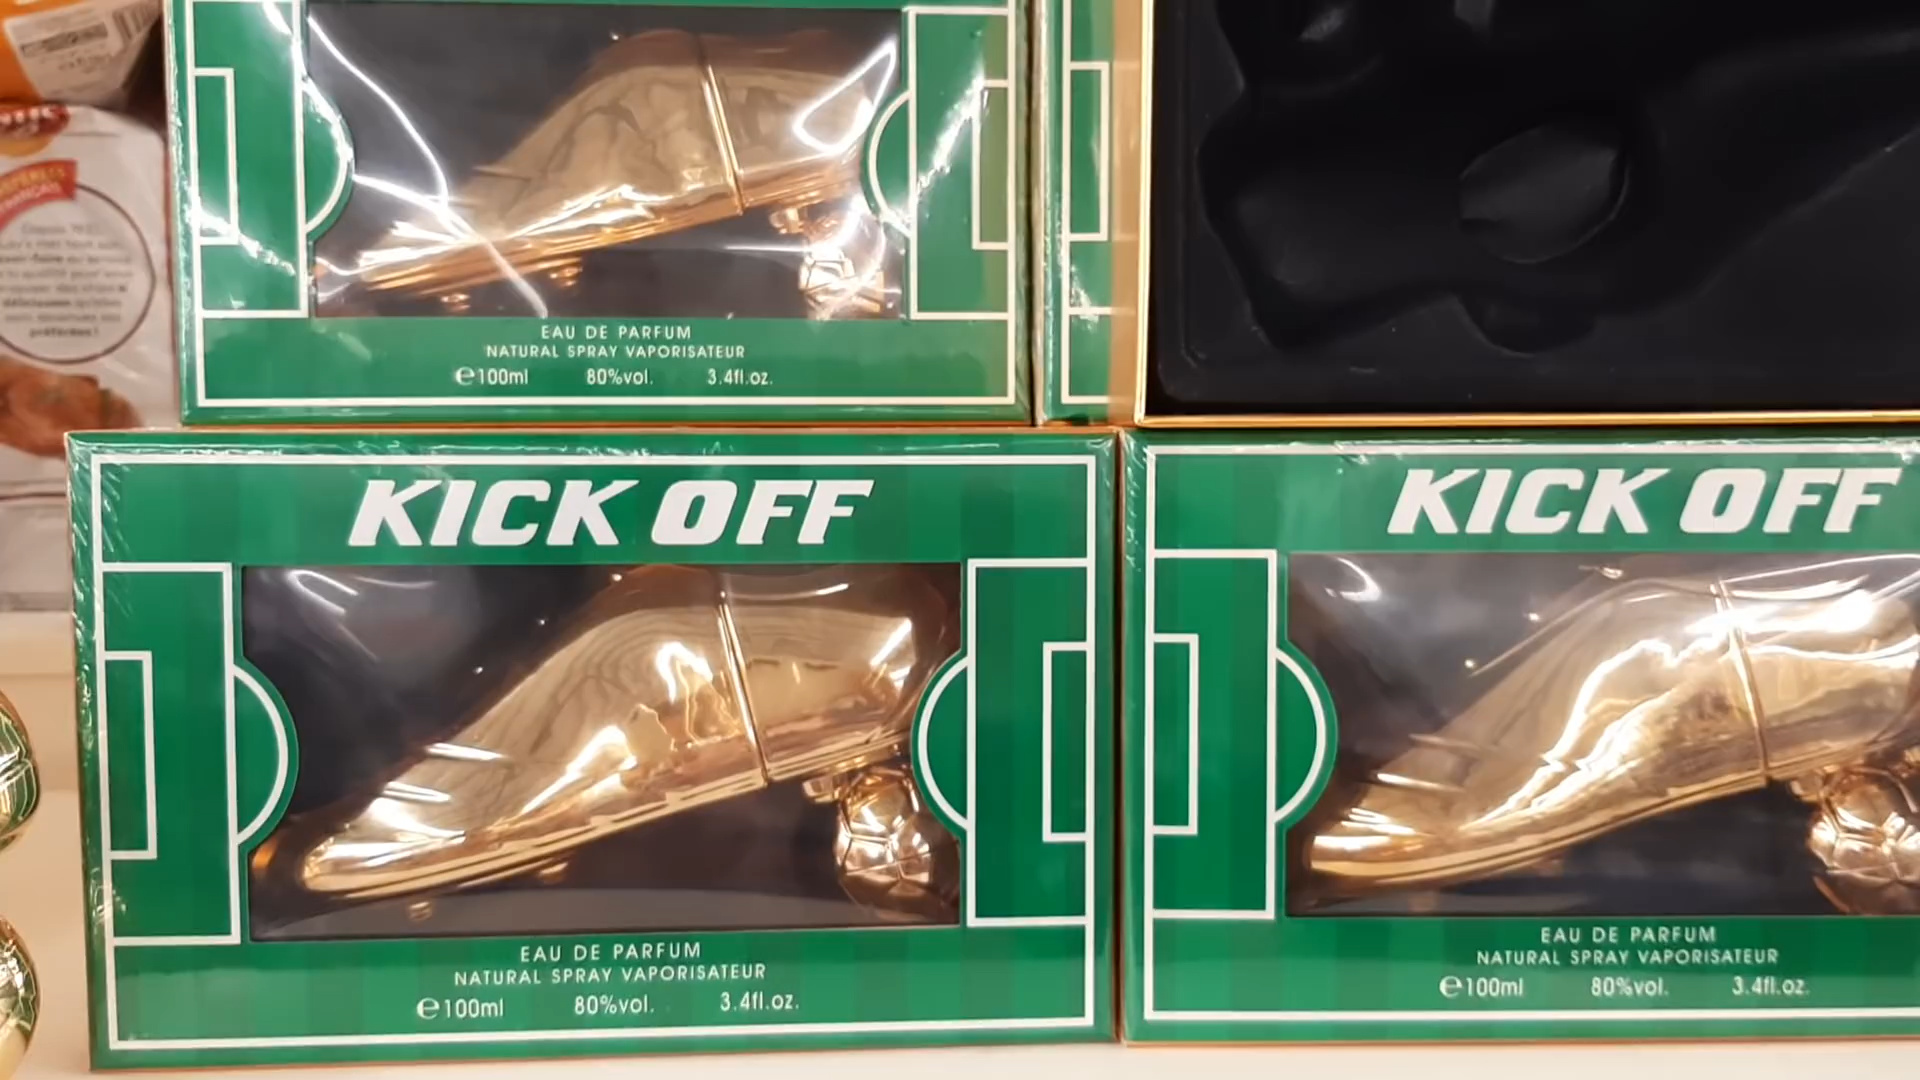 EAU DE PARFUM
NATURAL SPRAY VAPORISATEUR
℮100ml 80%vol. 3.4fl.oz.
KICK OFF
EAU DE PARFUM
NATURAL SPRAY VAPORISATEUR
℮100ml 80%vol. 3.4fl.oz.
KICK OFF
EAU DE PARFUM
NATURAL SPRAY VAPORISATEUR
℮100ml 80%vol. 3.4fl.oz.